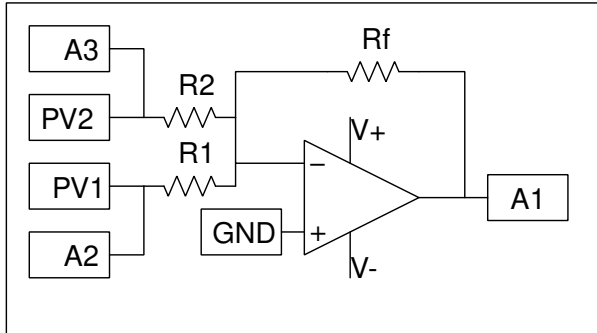 A3
Rf
R2
PV2
V+
R1
−
PV1
A1
GND
+
A2
V-